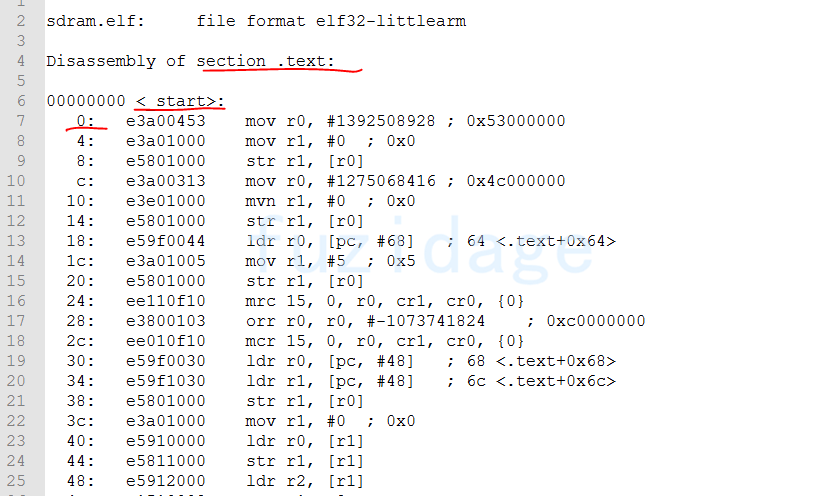 1
2 sdram.elf:     file format elf32-littlearm
3
4 Disassembly of section .text:
5
6 00000000 <_start>:
7    0:   e3a00453    mov r0, #1392508928 ; 0x53000000
8    4:   e3a01000    mov r1, #0  ; 0x0
9    8:   e5801000    str r1, [r0]
10    c:   e3a00313    mov r0, #1275068416 ; 0x4c000000
11   10:   e3e01000    mvn r1, #0  ; 0x0
12   14:   e5801000    str r1, [r0]
13   18:   e59f0044    ldr r0, [pc, #68]   ; 64 <.text+0x64>
14   1c:   e3a01005    mov r1, #5  ; 0x5
15   20:   e5801000    str r1, [r0]
16   24:   ee110f10    mrc 15, 0, r0, cr1, cr0, {0}
17   28:   e3800103    orr r0, r0, #-1073741824    ; 0xc0000000
18   2c:   ee010f10    mcr 15, 0, r0, cr1, cr0, {0}
19   30:   e59f0030    ldr r0, [pc, #48]   ; 68 <.text+0x68>
20   34:   e59f1030    ldr r1, [pc, #48]   ; 6c <.text+0x6c>
21   38:   e5801000    str r1, [r0]
22   3c:   e3a01000    mov r1, #0  ; 0x0
23   40:   e5910000    ldr r0, [r1]
24   44:   e5811000    str r1, [r1]
25   48:   e5912000    ldr r2, [r1]
fuzidage